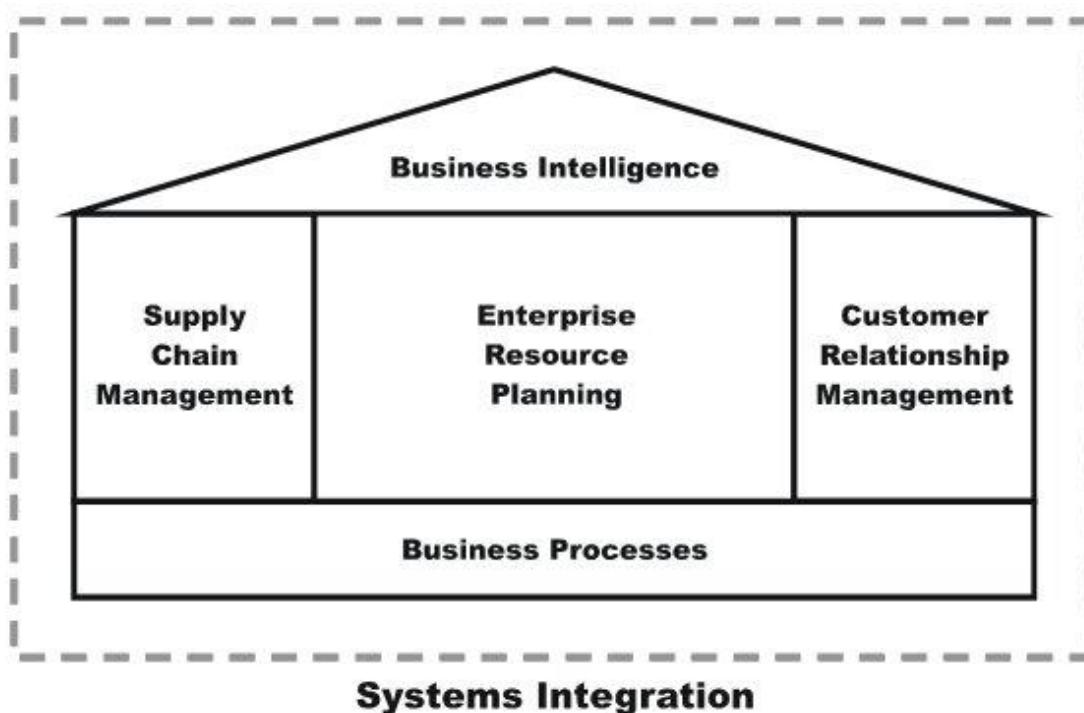 Business Intelligence
Supply
Chain
Management
Enterprise
Resource
Planning
Customer
Relationship
Management
Business Processes
Systems Integration